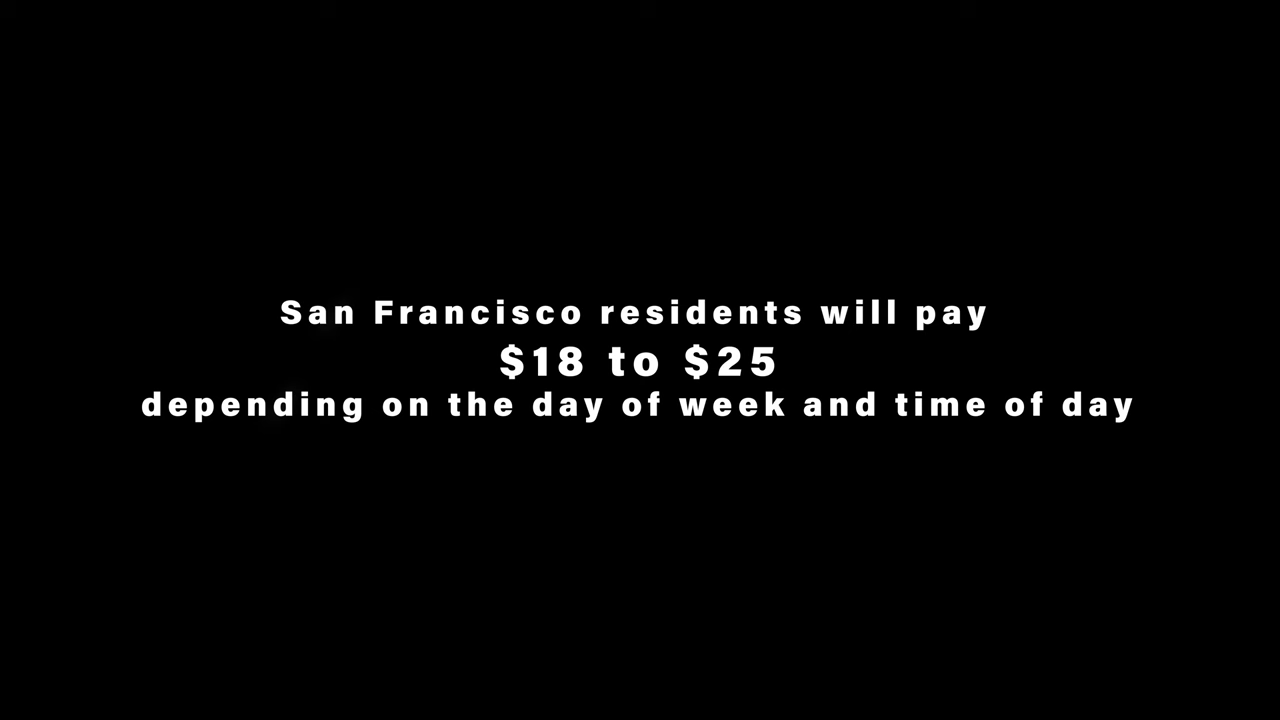 San Francisco residents will pay
$18 to $25
depending on the day of week and time of day